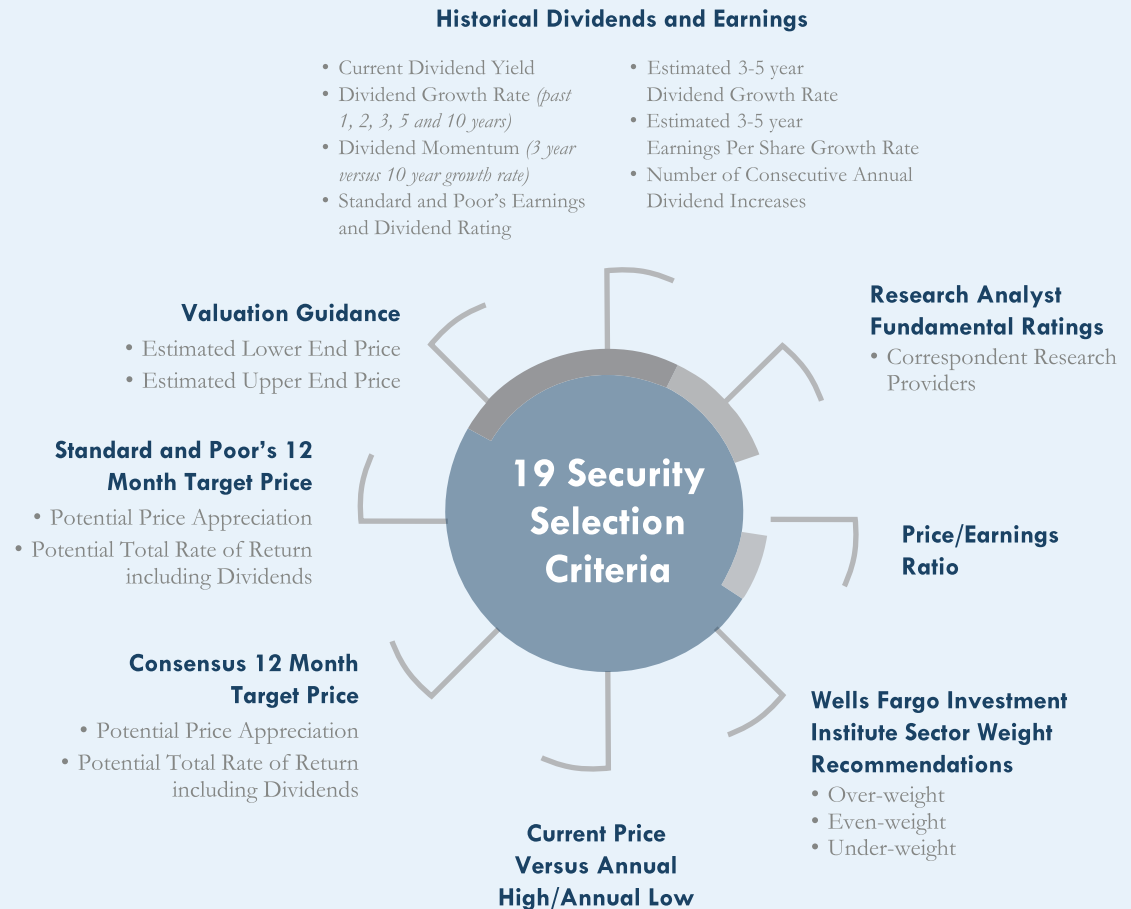 Historical Dividends and Earnings
• Current Dividend Yield
• Dividend Growth Rate (past
1, 2, 3, 5 and 10 years)
• Dividend Momentum (3 year
versus 10 year growth rate)
• Standard and Poor's Earnings
and Dividend Rating
• Estimated 3-5 year
Dividend Growth Rate
• Estimated 3-5 year
Earnings Per Share Growth Rate
• Number of Consecutive Annual
Dividend Increases
Research Analyst
Fundamental Ratings
• Correspondent Research
Providers
Price/Earnings
Ratio
Wells Fargo Investment
Institute Sector Weight
Recommendations
• Over-weight
• Even-weight
• Under-weight
Current Price
Versus Annual
High/Annual Low
Consensus 12 Month
Target Price
• Potential Price Appreciation
• Potential Total Rate of Return
including Dividends
Standard and Poor's 12
Month Target Price
• Potential Price Appreciation
• Potential Total Rate of Return
including Dividends
Valuation Guidance
• Estimated Lower End Price
• Estimated Upper End Price
19 Security
Selection
Criteria